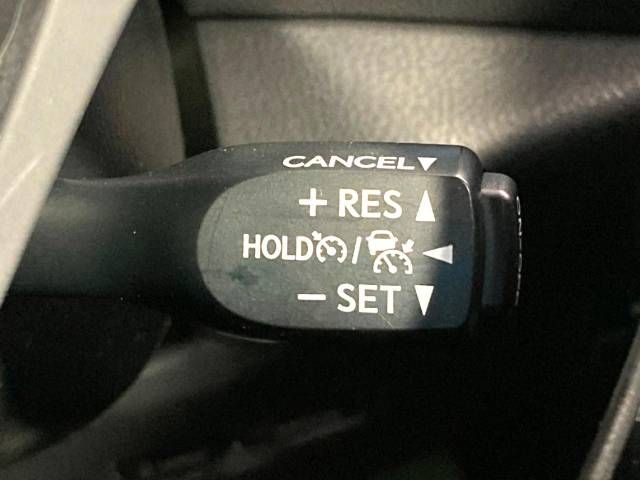 CANCEL▼
+ RES ▲
HOLD / ◀
− SET ▼